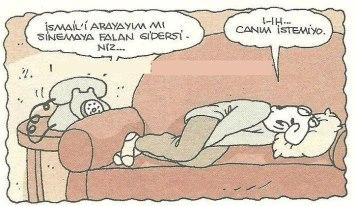 İSMAİL'İ ARAYAYIM MI
SİNEMAYA FALAN GİDERSİ-
NİZ...
I-IH...
CANIM İSTEMİYO.